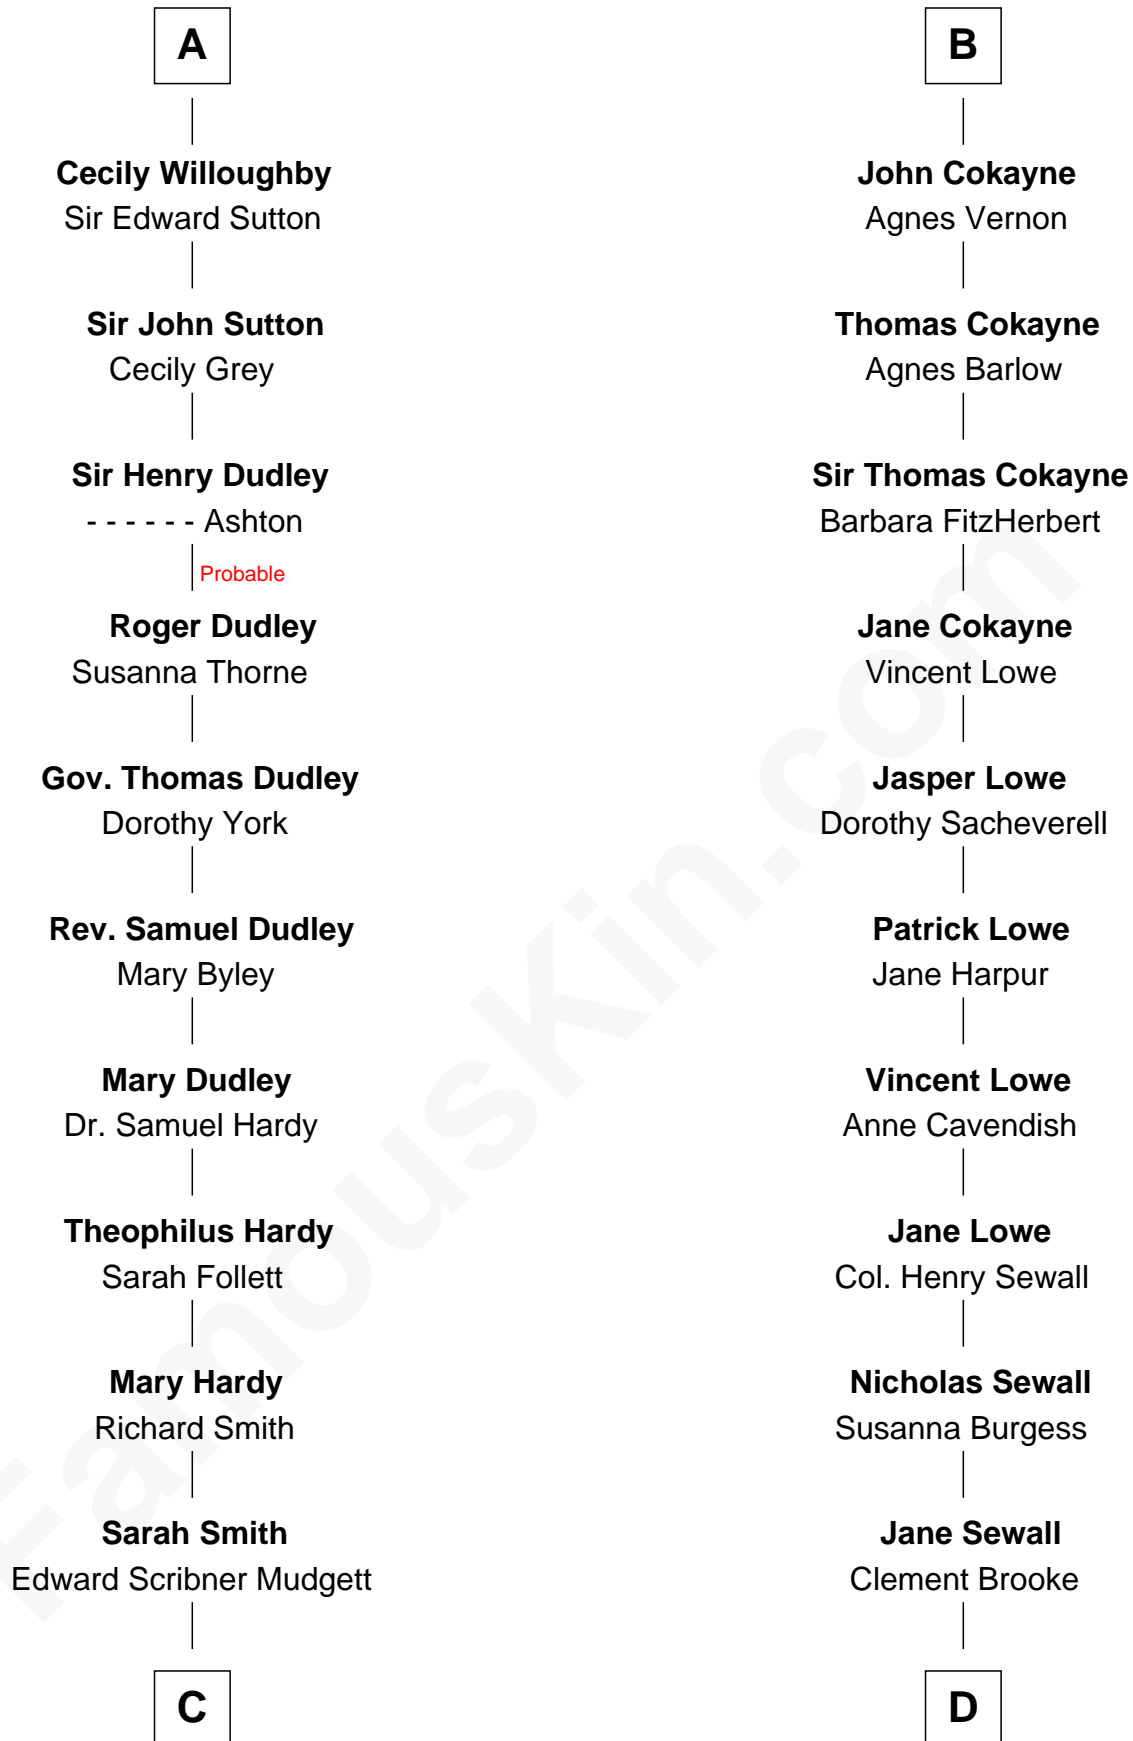 A
Cecily Willoughby
Sir Edward Sutton
Sir John Sutton
Cecily Grey
Sir Henry Dudley
- - - - - - Ashton
Probable
Roger Dudley
Susanna Thorne
Gov. Thomas Dudley
Dorothy York
Rev. Samuel Dudley
Mary Byley
Mary Dudley
Dr. Samuel Hardy
Theophilus Hardy
Sarah Follett
Mary Hardy
Richard Smith
Sarah Smith
Edward Scribner Mudgett
C
B
John Cokayne
Agnes Vernon
Thomas Cokayne
Agnes Barlow
Sir Thomas Cokayne
Barbara FitzHerbert
Jane Cokayne
Vincent Lowe
Jasper Lowe
Dorothy Sacheverell
Patrick Lowe
Jane Harpur
Vincent Lowe
Anne Cavendish
Jane Lowe
Col. Henry Sewall
Nicholas Sewall
Susanna Burgess
Jane Sewall
Clement Brooke
D
FamousKin.com